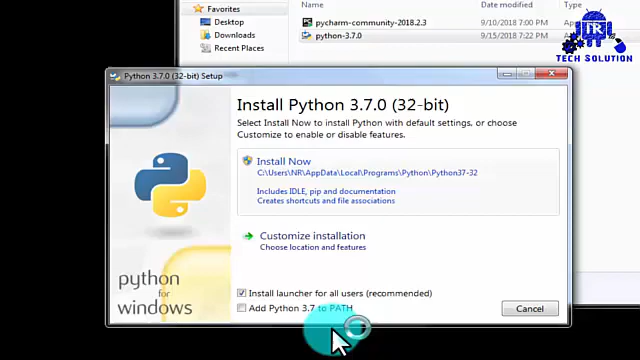 Favorites
Desktop
Downloads
Recent Places
Date modified
pycharm-community-2018.2.3
9/10/2018 7:00 PM
python-3.7.0
9/15/2018 7:22 PM
TR
TECH SOLUTION
Python 3.7.0 (32-bit) Setup
Install Python 3.7.0 (32-bit)
Select Install Now to install Python with default settings, or choose
Customize to enable or disable features.
Install Now
C:\Users\NR\AppData\Local\Programs\Python\Python37-32
Includes IDLE, pip and documentation
Creates shortcuts and file associations
Customize installation
Choose location and features
python
for
windows
Install launcher for all users (recommended)
Add Python 3.7 to PATH
Cancel